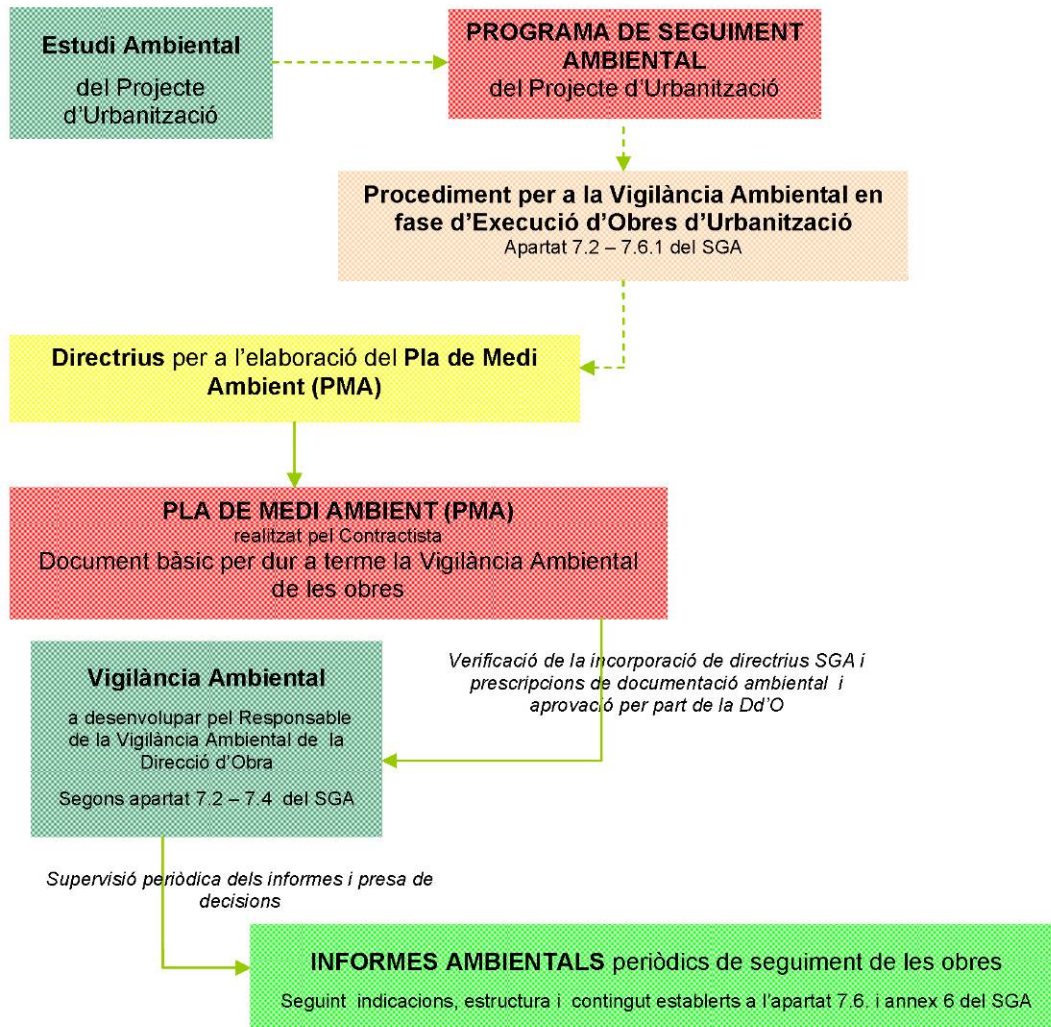 Estudi Ambiental
del Projecte
d'Urbanització
PROGRAMA DE SEGUIMENT
AMBIENTAL
del Projecte d'Urbanització
Procediment per a la Vigilància Ambiental en
fase d'Execució d'Obres d'Urbanització
Apartat 7.2 – 7.6.1 del SGA
Directrius per a l'elaboració del Pla de Medi
Ambient (PMA)
PLA DE MEDI AMBIENT (PMA)
realitzat pel Contractista
Document bàsic per dur a terme la Vigilància Ambiental
de les obres
Verificació de la incorporació de directrius SGA i
prescripcions de documentació ambiental i
aprovació per part de la Dd'O
Vigilància Ambiental
a desenvolupar pel Responsable
de la Vigilància Ambiental de la
Direcció d'Obra
Segons apartat 7.2 – 7.4 del SGA
Supervisió periòdica dels informes i presa de
decisions
INFORMES AMBIENTALS periòdics de seguiment de les obres
Seguint indicacions, estructura i contingut establerts a l'apartat 7.6. i annex 6 del SGA